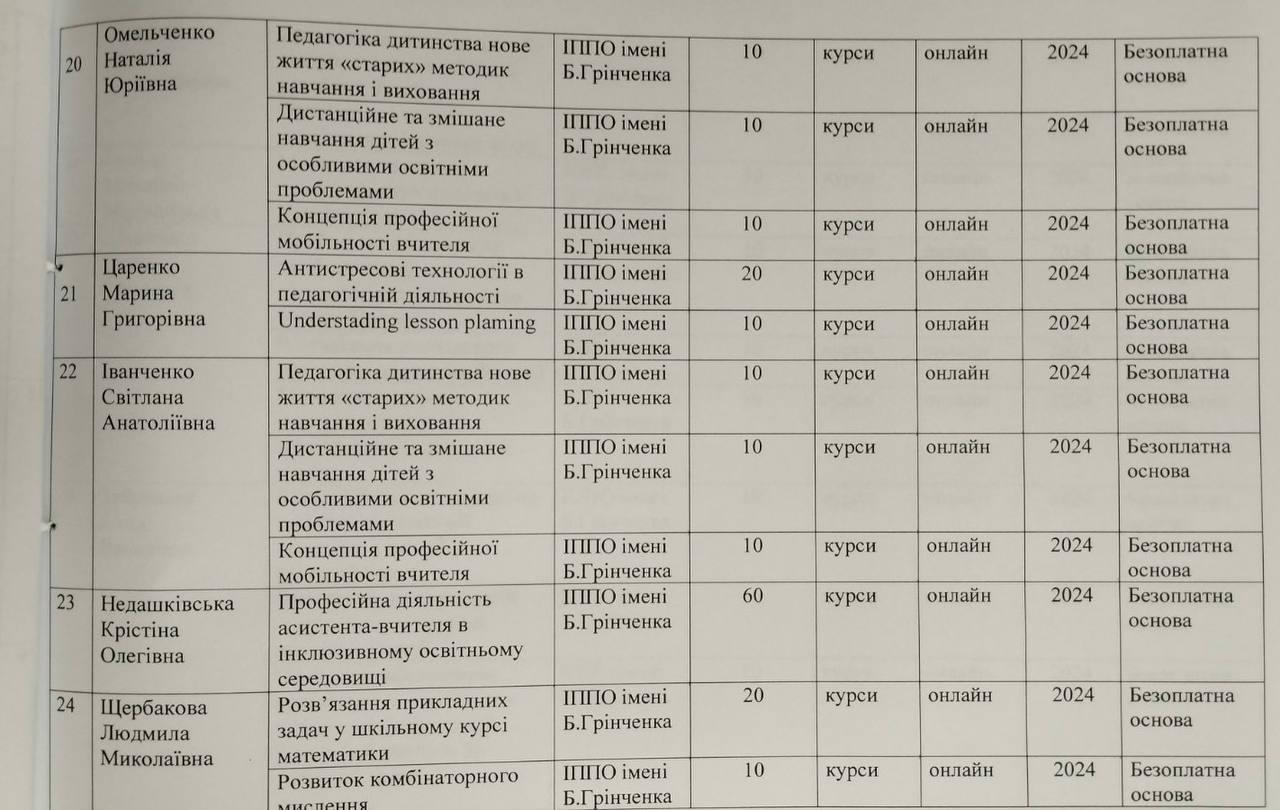 20 Омельченко Наталія Юріївна
Педагогіка дитинства нове життя «старих» методик навчання і виховання
ІППО імені Б.Грінченка
10 курси онлайн 2024 Безоплатна основа
Дистанційне та змішане навчання дітей з особливими освітніми проблемами
ІППО імені Б.Грінченка
10 курси онлайн 2024 Безоплатна основа
Концепція професійної мобільності вчителя
ІППО імені Б.Грінченка
10 курси онлайн 2024 Безоплатна основа
21 Царенко Марина Григорівна
Антистресові технології в педагогічній діяльності
ІППО імені Б.Грінченка
20 курси онлайн 2024 Безоплатна основа
Understading lesson plaming
ІППО імені Б.Грінченка
10 курси онлайн 2024 Безоплатна основа
22 Іванченко Світлана Анатоліївна
Педагогіка дитинства нове життя «старих» методик навчання і виховання
ІППО імені Б.Грінченка
10 курси онлайн 2024 Безоплатна основа
Дистанційне та змішане навчання дітей з особливими освітніми проблемами
ІППО імені Б.Грінченка
10 курси онлайн 2024 Безоплатна основа
Концепція професійної мобільності вчителя
ІППО імені Б.Грінченка
10 курси онлайн 2024 Безоплатна основа
23 Недашківська Крістіна Олегівна
Професійна діяльність асистента-вчителя в інклюзивному освітньому середовищі
ІППО імені Б.Грінченка
60 курси онлайн 2024 Безоплатна основа
24 Щербакова Людмила Миколаївна
Розв’язання прикладних задач у шкільному курсі математики
ІППО імені Б.Грінченка
20 курси онлайн 2024 Безоплатна основа
Розвиток комбінаторного мислення
ІППО імені Б.Грінченка
10 курси онлайн 2024 Безоплатна основа